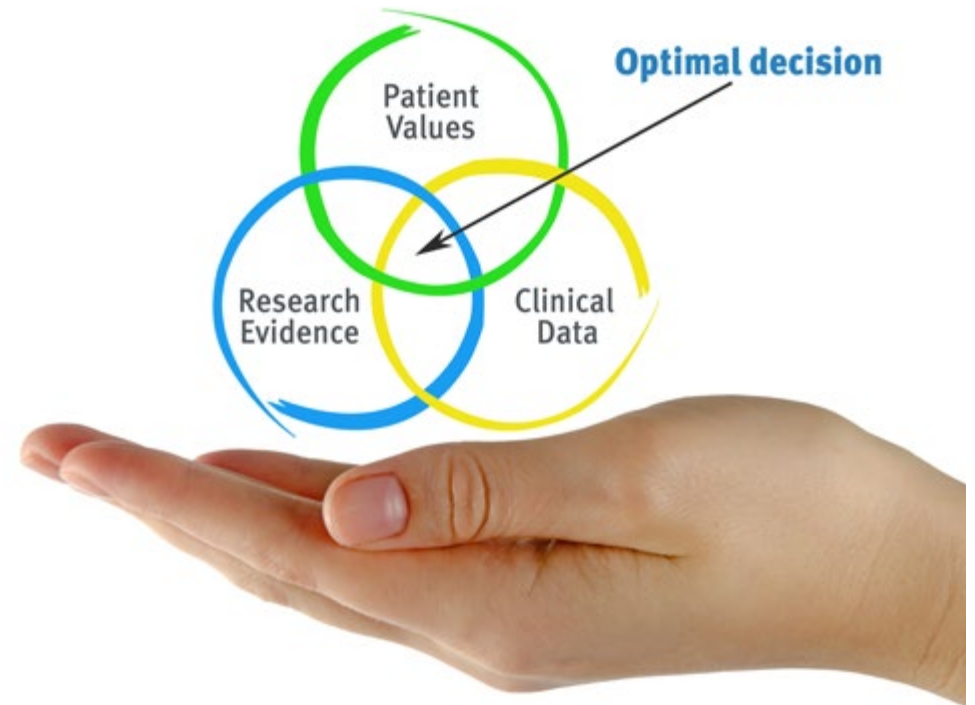 Optimal decision
Patient
Values
Research
Evidence
Clinical
Data